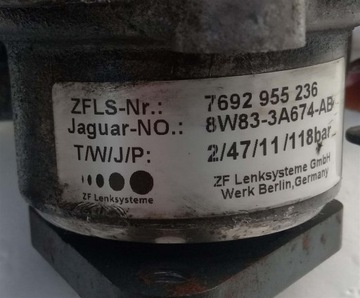 ZFLS-Nr.: 7692 955 236
Jaguar-NO.: 8W83-3A674-AB
T/W/J/P: 2/47/11/118bar
ZF Lenksysteme
ZF Lenksysteme GmbH
Werk Berlin,Germany